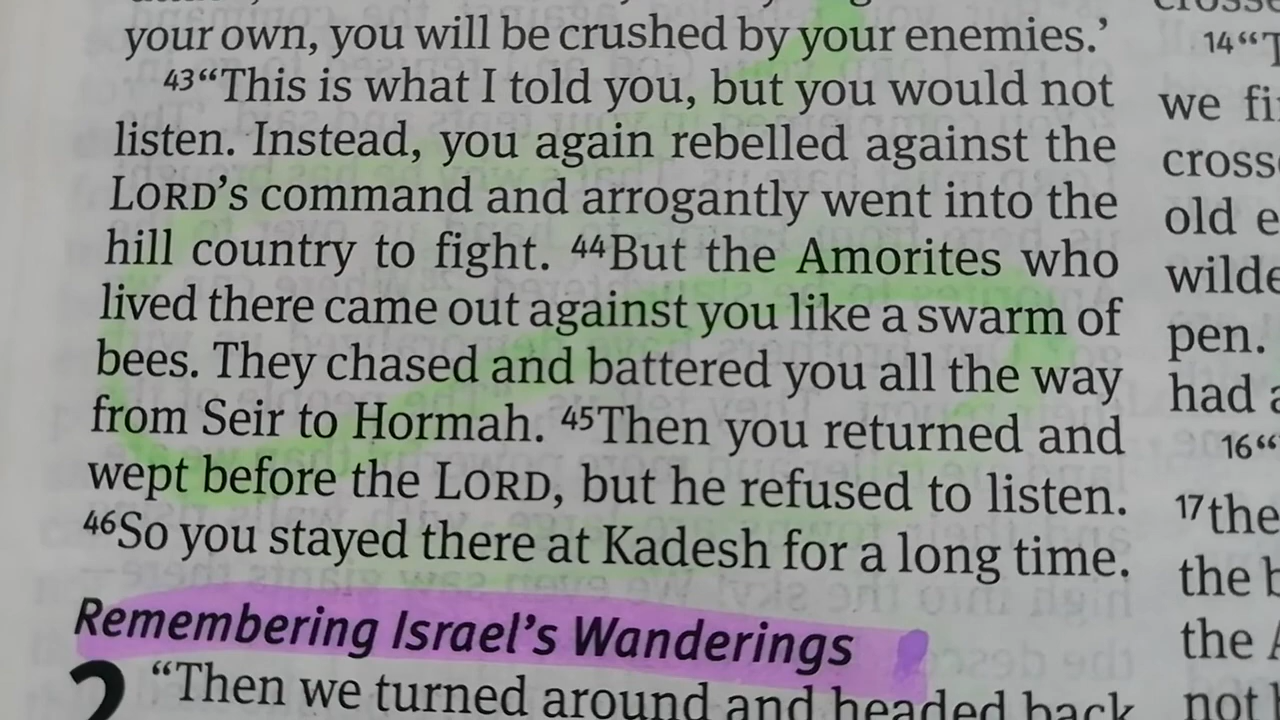 your own, you will be crushed by your enemies.’
43“This is what I told you, but you would not
listen. Instead, you again rebelled against the
LORD’s command and arrogantly went into the
hill country to fight. 44But the Amorites who
lived there came out against you like a swarm of
bees. They chased and battered you all the way
from Seir to Hormah. 45Then you returned and
wept before the LORD, but he refused to listen.
46So you stayed there at Kadesh for a long time.
Remembering Israel’s Wanderings
2 “Then we turned around and headed back
14“T
we fi
cross
old e
wilde
pen.
had a
16“
17the
the b
the A
not